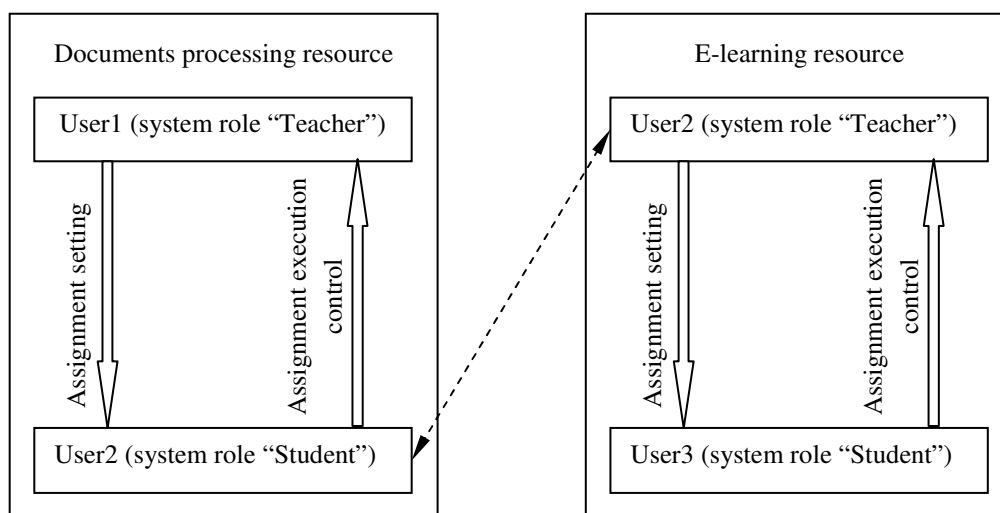 Documents processing resource
User1 (system role “Teacher”)
Assignment setting
Assignment execution
control
User2 (system role “Student”)
E-learning resource
User2 (system role “Teacher”)
Assignment setting
Assignment execution
control
User3 (system role “Student”)